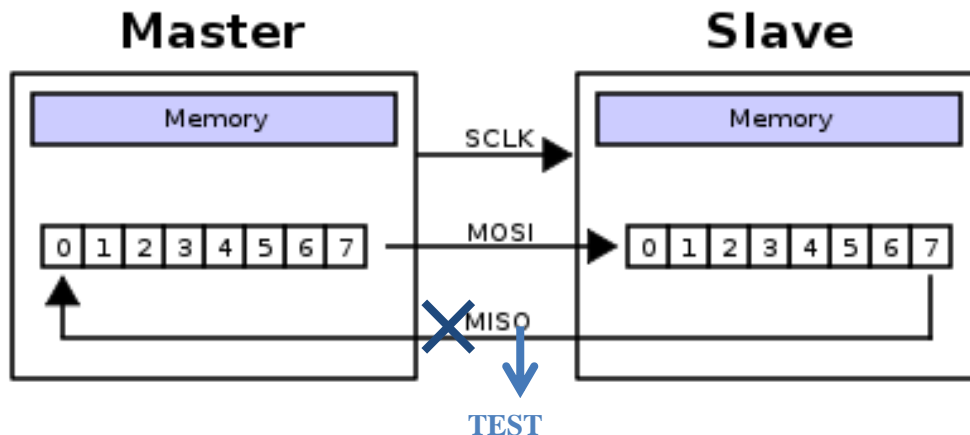 Master Slave
Memory Memory
SCLK
0 1 2 3 4 5 6 7 MOSI 0 1 2 3 4 5 6 7
MISO
TEST